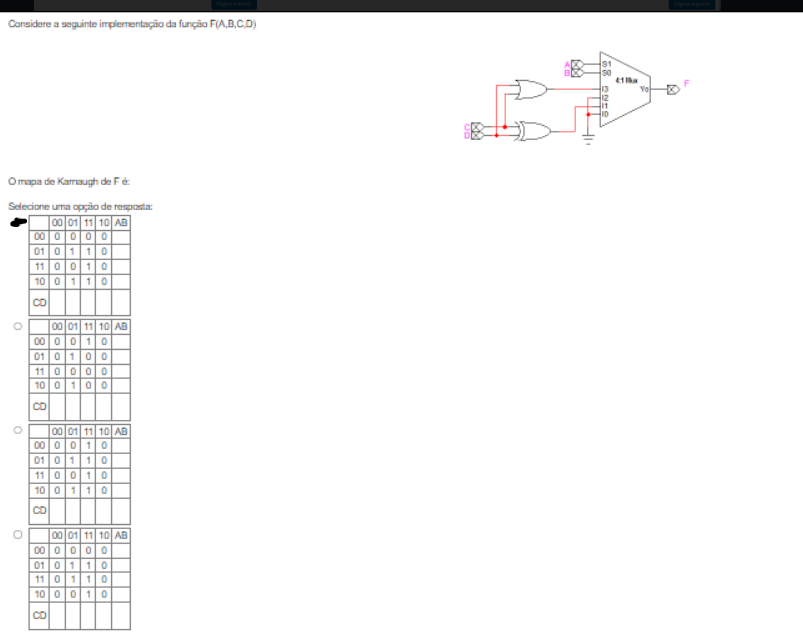 Considere a seguinte implementação da função F(A,B,C,D)
A
B
S1
S0
4:1 Mux
I3
I2
I1
I0
Yo
F
C
D
O mapa de Karnaugh de F é:
Selecione uma opção de resposta:
00 01 11 10 AB
00 0 0 0 0
01 0 1 1 0
11 0 0 1 0
10 0 1 1 0
CD
00 01 11 10 AB
00 0 0 1 0
01 0 1 0 0
11 0 0 0 0
10 0 1 0 0
CD
00 01 11 10 AB
00 0 0 1 0
01 0 1 1 0
11 0 0 1 0
10 0 1 1 0
CD
00 01 11 10 AB
00 0 0 0 0
01 0 1 1 0
11 0 1 1 0
10 0 0 1 0
CD